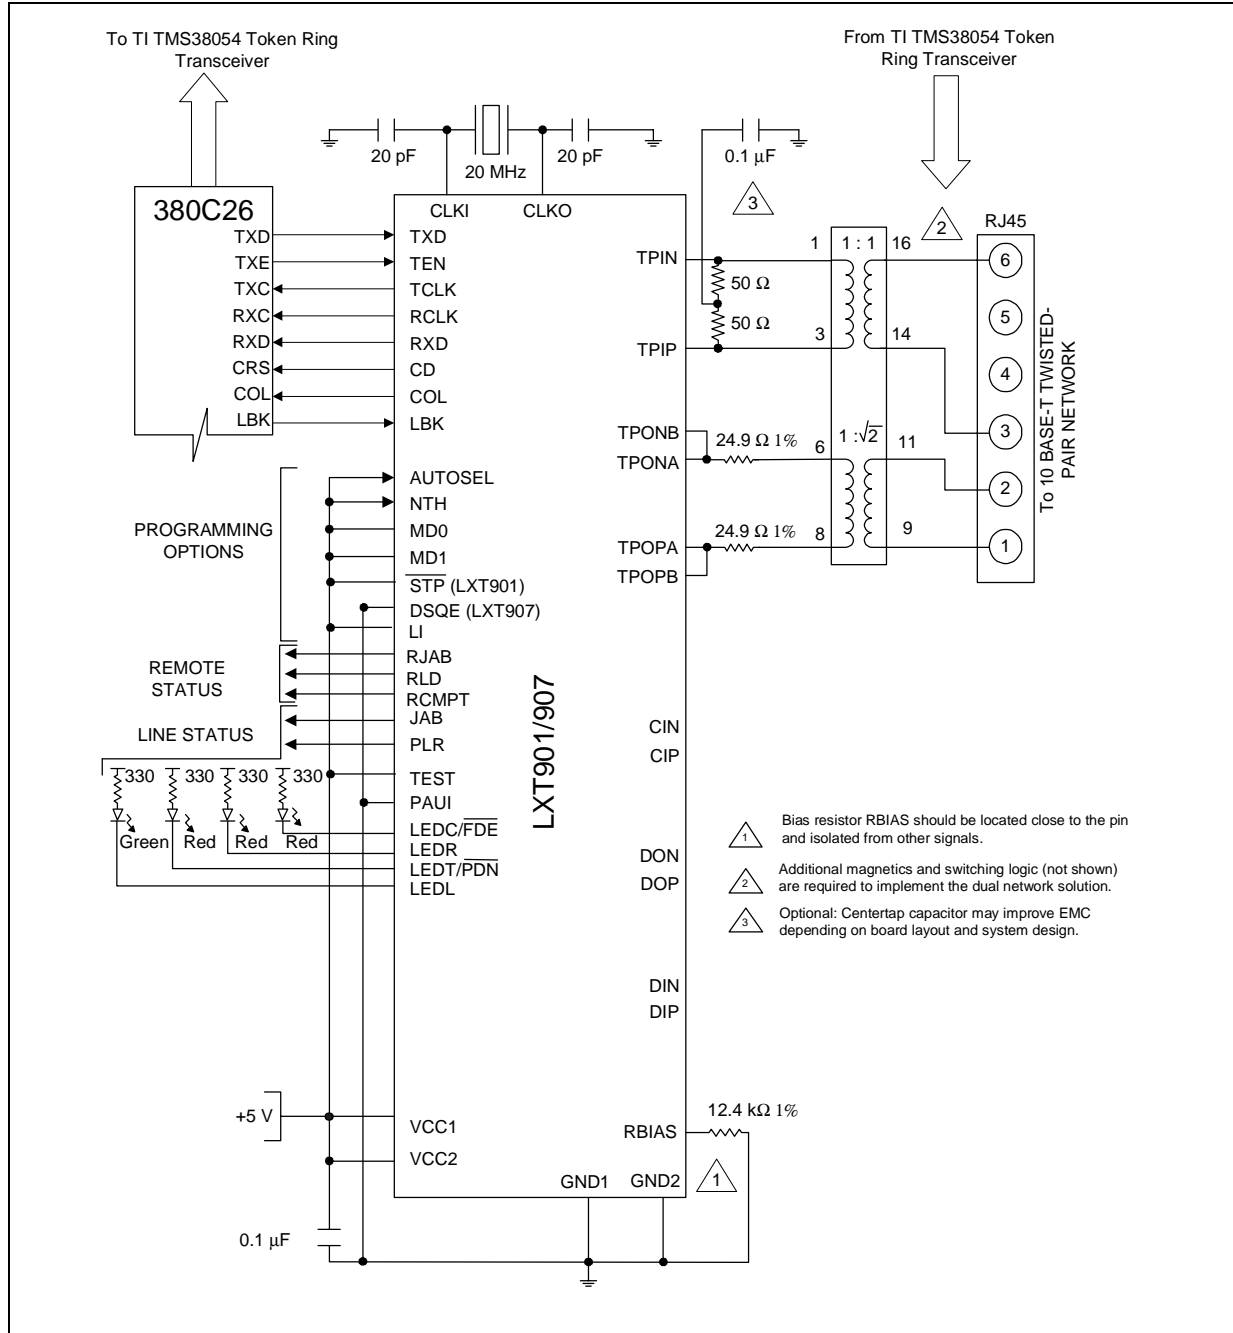 To TI TMS38054 Token Ring
Transceiver
From TI TMS38054 Token
Ring Transceiver
20 pF
20 MHz
20 pF
0.1 μF
3
2
RJ45
380C26
TXD
TXE
TXC
RXC
RXD
CRS
COL
LBK
CLKI
CLKO
TXD
TEN
TCLK
RCLK
RXD
CD
COL
LBK
TPIN
TPIP
50 Ω
50 Ω
1
1 : 1
16
3
14
TPONB
TPONA
24.9 Ω 1%
6
1 :√2
11
TPOPA
TPOPB
24.9 Ω 1%
8
9
6
5
4
3
2
1
To 10 BASE-T TWISTED-
PAIR NETWORK
PROGRAMMING
OPTIONS
AUTOSEL
NTH
MD0
MD1
S̅T̅P̅ (LXT901)
DSQE (LXT907)
LI
REMOTE
STATUS
RJAB
RLD
RCMPT
LINE STATUS
JAB
PLR
330
330
330
330
Green
Red
Red
Red
TEST
PAUI
LEDC/F̅D̅E̅
LEDR
LEDT/P̅D̅N̅
LEDL
LXT901/907
CIN
CIP
DON
DOP
DIN
DIP
1
Bias resistor RBIAS should be located close to the pin
and isolated from other signals.
2
Additional magnetics and switching logic (not shown)
are required to implement the dual network solution.
3
Optional: Centertap capacitor may improve EMC
depending on board layout and system design.
+5 V
VCC1
VCC2
RBIAS
12.4 kΩ 1%
1
GND1
GND2
0.1 μF